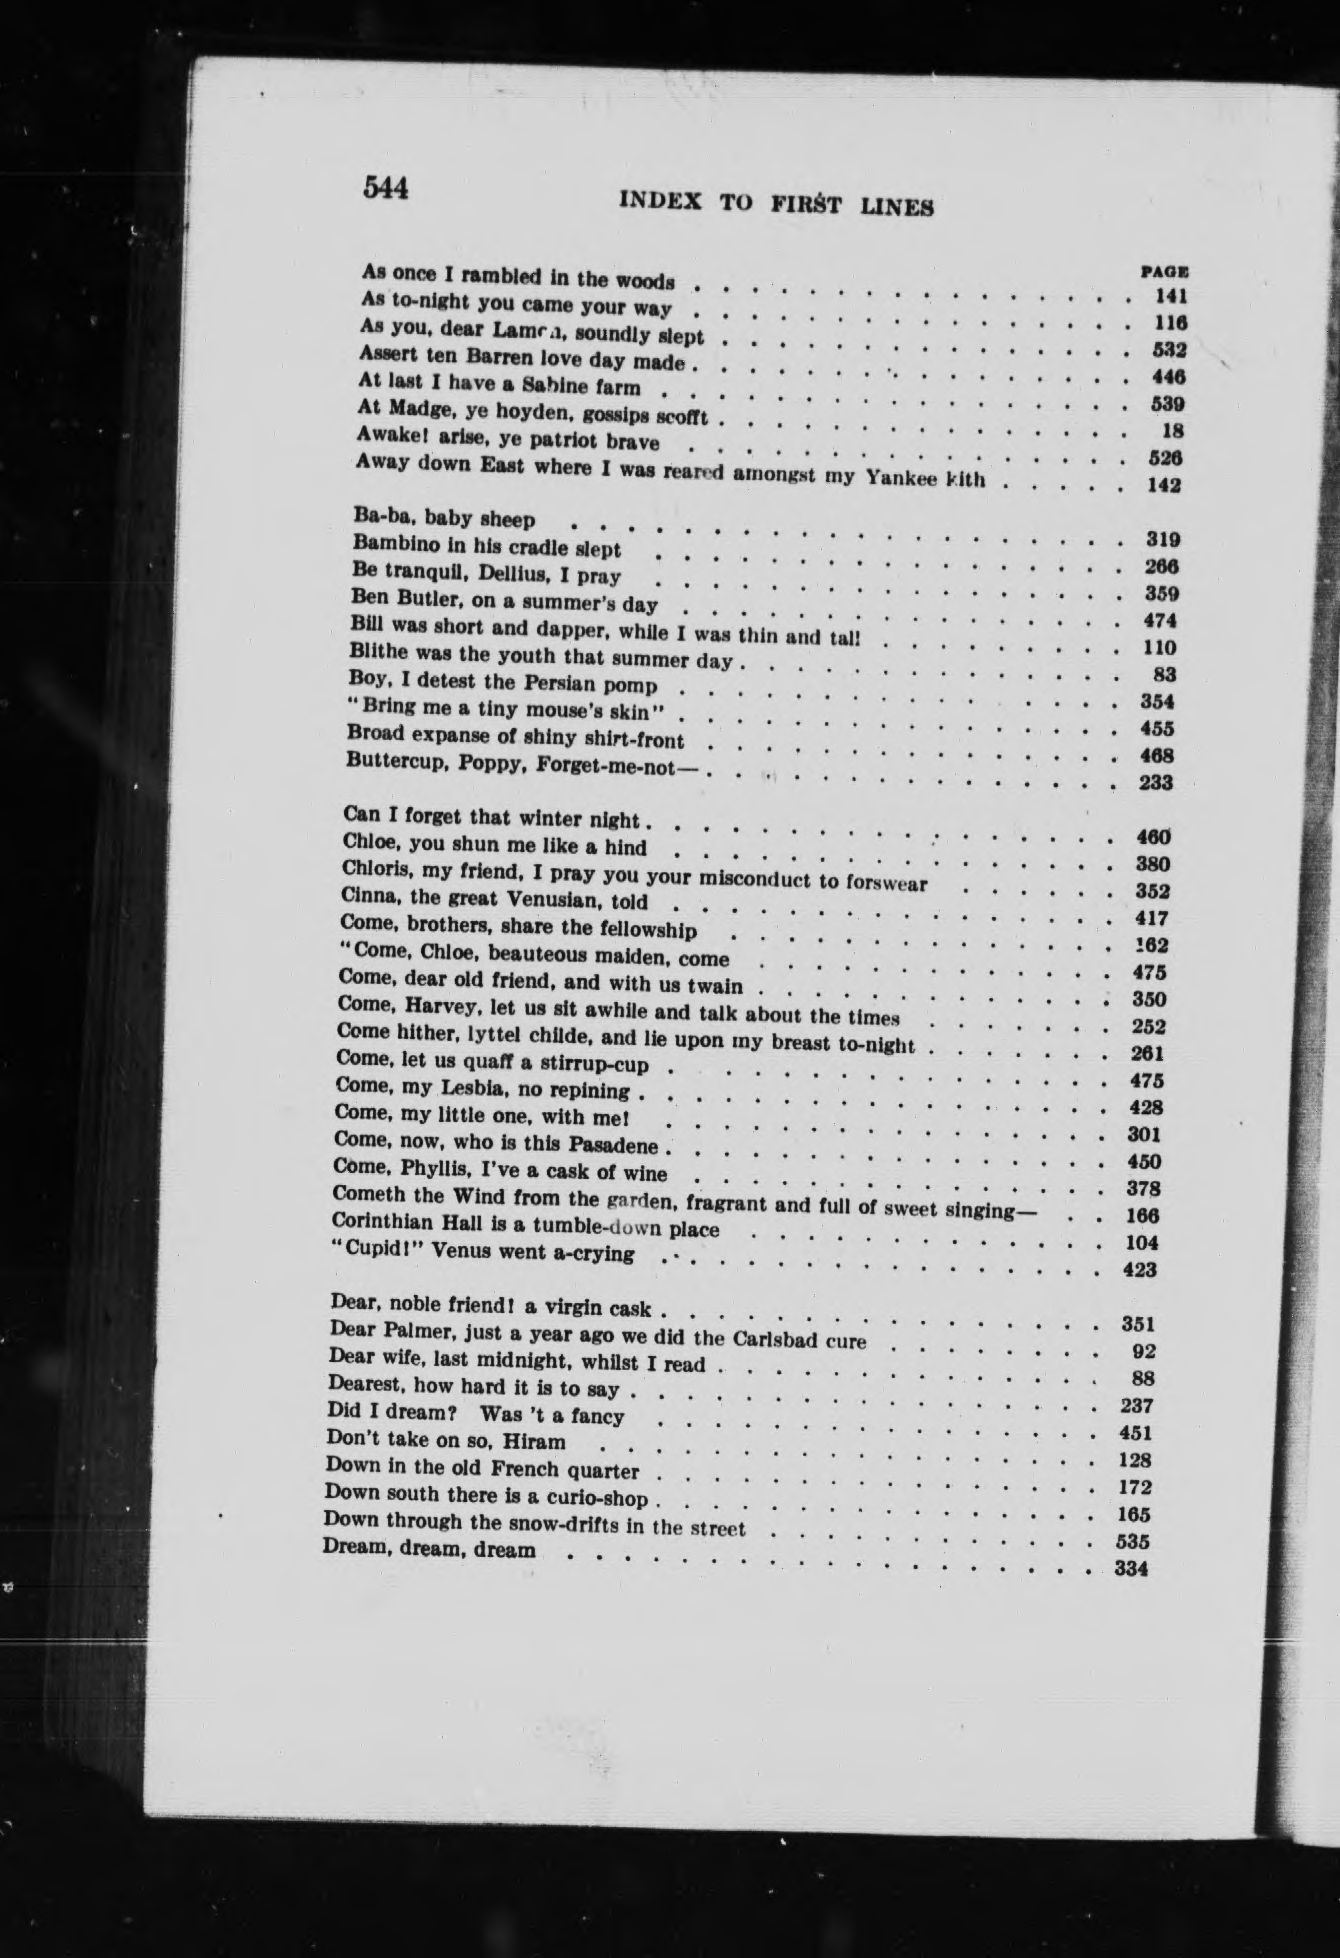 544
INDEX TO FIRST LINES
PAGE
As once I rambled in the woods . . . . . . . . . . . . . . . . 141
As to-night you came your way . . . . . . . . . . . . . . . . 116
As you, dear Lamra, soundly slept . . . . . . . . . . . . . . . 532
Assert ten Barren love day made . . . . . . . . . . . . . . . . 446
At last I have a Sabine farm . . . . . . . . . . . . . . . . . 539
At Madge, ye hoyden, gossips scofft . . . . . . . . . . . . . . . 18
Awake! arise, ye patriot brave . . . . . . . . . . . . . . . . 526
Away down East where I was reared amongst my Yankee kith . . . . . 142
Ba-ba, baby sheep . . . . . . . . . . . . . . . . . . . . 319
Bambino in his cradle slept . . . . . . . . . . . . . . . . . 266
Be tranquil, Dellius, I pray . . . . . . . . . . . . . . . . . 359
Ben Butler, on a summer's day . . . . . . . . . . . . . . . . 474
Bill was short and dapper, while I was thin and tall . . . . . . . . . 110
Blithe was the youth that summer day . . . . . . . . . . . . . . 83
Boy, I detest the Persian pomp . . . . . . . . . . . . . . . . 354
"Bring me a tiny mouse's skin" . . . . . . . . . . . . . . . . 455
Broad expanse of shiny shirt-front . . . . . . . . . . . . . . . 468
Buttercup, Poppy, Forget-me-not— . . . . . . . . . . . . . . . 233
Can I forget that winter night . . . . . . . . . . . . . . . . . 460
Chloe, you shun me like a hind . . . . . . . . . . . . . . . . 380
Chloris, my friend, I pray you your misconduct to forswear . . . . . . 352
Cinna, the great Venusian, told . . . . . . . . . . . . . . . . 417
Come, brothers, share the fellowship . . . . . . . . . . . . . . 162
"Come, Chloe, beauteous maiden, come . . . . . . . . . . . . . 475
Come, dear old friend, and with us twain . . . . . . . . . . . . . 350
Come, Harvey, let us sit awhile and talk about the times . . . . . . . 252
Come hither, lyttel childe, and lie upon my breast to-night . . . . . . . 261
Come, let us quaff a stirrup-cup . . . . . . . . . . . . . . . 475
Come, my Lesbia, no repining . . . . . . . . . . . . . . . . . 428
Come, my little one, with me! . . . . . . . . . . . . . . . . 301
Come, now, who is this Pasadene . . . . . . . . . . . . . . . . 450
Come, Phyllis, I've a cask of wine . . . . . . . . . . . . . . . 378
Cometh the Wind from the garden, fragrant and full of sweet singing— . . 166
Corinthian Hall is a tumble-down place . . . . . . . . . . . . . 104
"Cupid!" Venus went a-crying . . . . . . . . . . . . . . . . 423
Dear, noble friend! a virgin cask . . . . . . . . . . . . . . . . 351
Dear Palmer, just a year ago we did the Carlsbad cure . . . . . . . . 92
Dear wife, last midnight, whilst I read . . . . . . . . . . . . . . 88
Dearest, how hard it is to say . . . . . . . . . . . . . . . . . 237
Did I dream? Was 't a fancy . . . . . . . . . . . . . . . . 451
Don't take on so, Hiram . . . . . . . . . . . . . . . . . . 128
Down in the old French quarter . . . . . . . . . . . . . . . . 172
Down south there is a curio-shop . . . . . . . . . . . . . . . . 165
Down through the snow-drifts in the street . . . . . . . . . . . . 535
Dream, dream, dream . . . . . . . . . . . . . . . . . . . 334